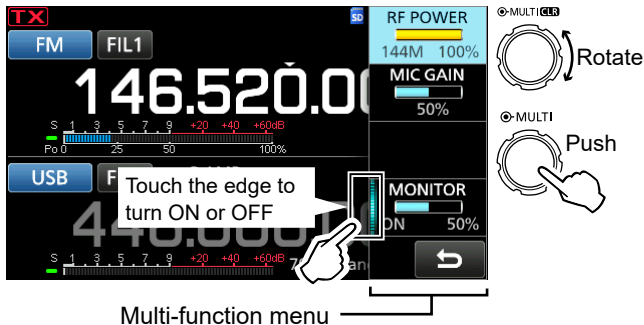 TX
SD
FM
FIL1
146.520.0
S 1 3 5 7 9 +20 +40 +60dB
Po 0 25 50 100%
USB
Touch the edge to
turn ON or OFF
S 1 3 5 7 9 +20 +40 +60dB
RF POWER
144M 100%
MIC GAIN
50%
MONITOR
ON 50%
MULTI CLR
Rotate
MULTI
Push
Multi-function menu